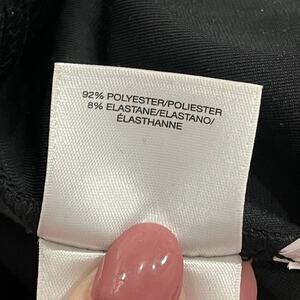 92% POLYESTER/POLIESTER
8% ELASTANE/ELASTANO/
ÉLASTHANNE